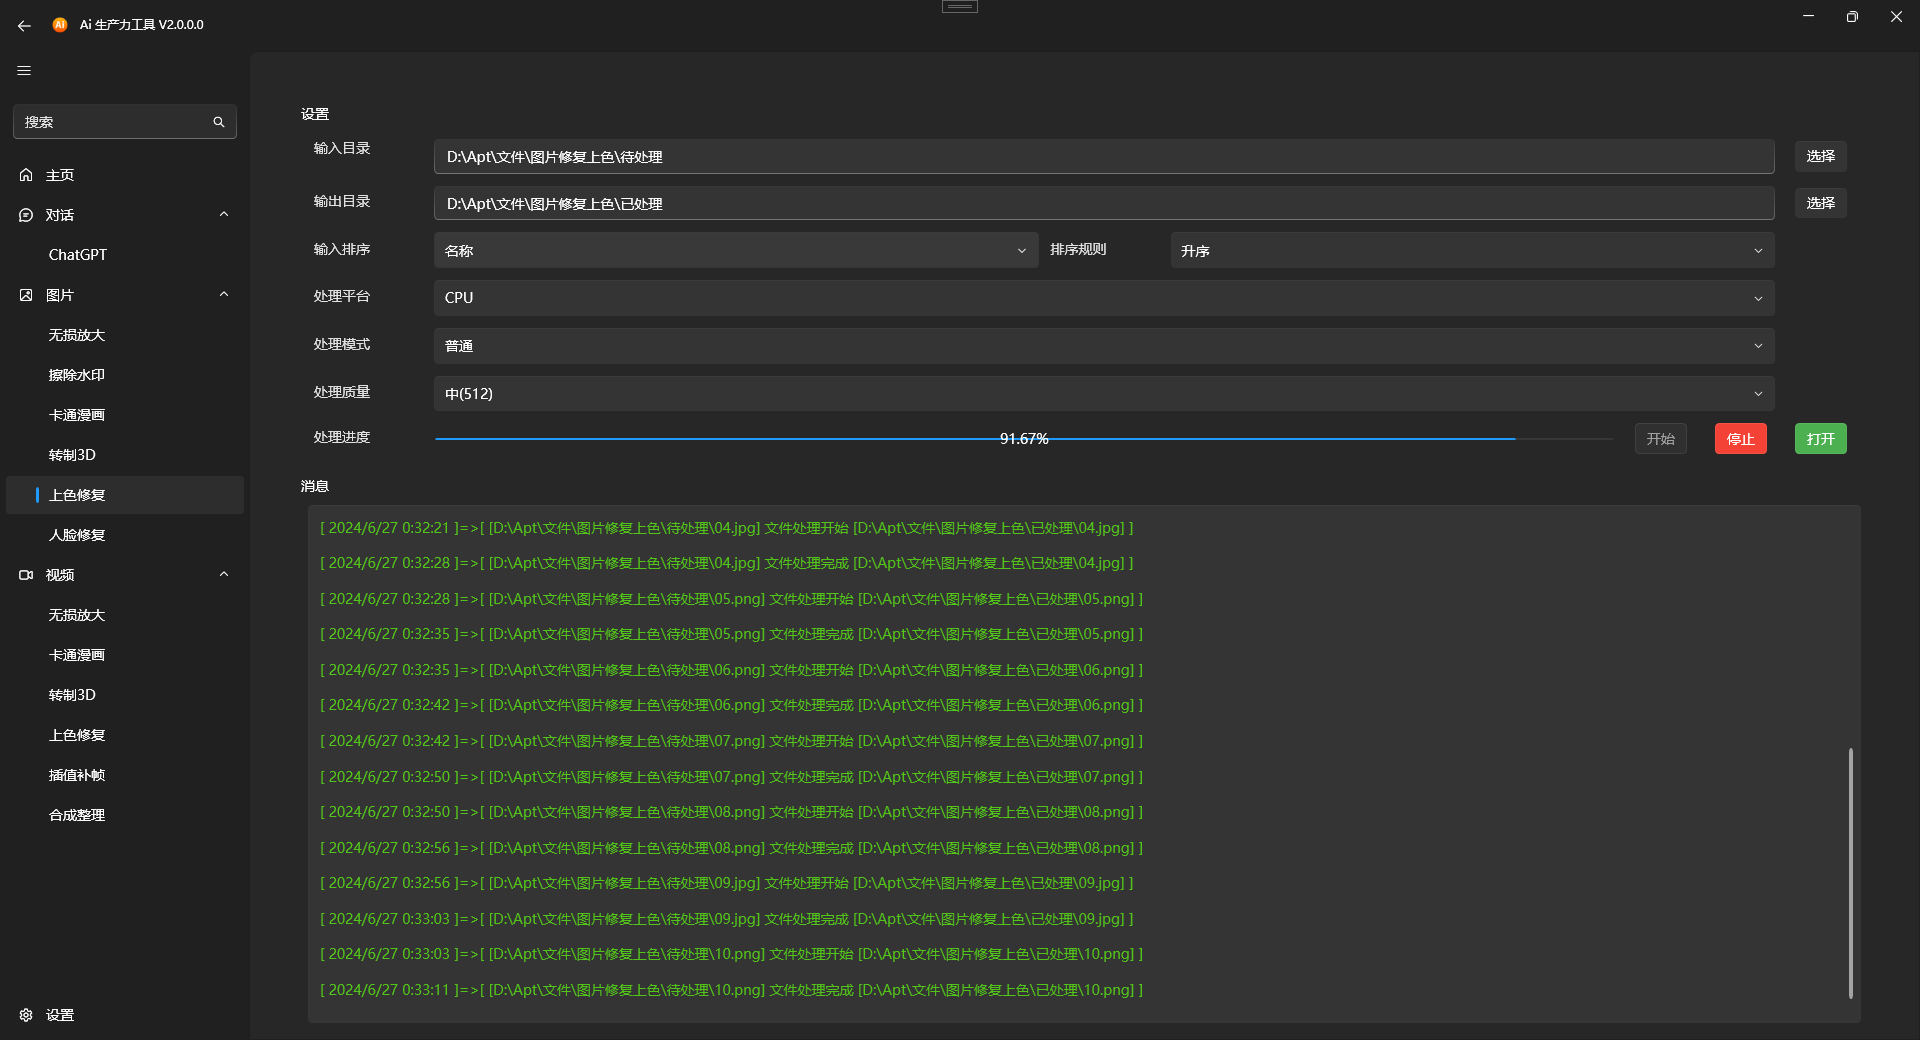 Ai 生产力工具 V2.0.0.0
搜索
主页
对话
ChatGPT
图片
无损放大
擦除水印
卡通漫画
转制3D
上色修复
人脸修复
视频
无损放大
卡通漫画
转制3D
上色修复
插值补帧
合成整理
设置
设置
输入目录 D:\Apt\文件\图片修复上色\待处理 选择
输出目录 D:\Apt\文件\图片修复上色\已处理 选择
输入排序 名称 排序规则 升序
处理平台 CPU
处理模式 普通
处理质量 中(512)
处理进度 91.67% 开始 停止 打开
消息
[ 2024/6/27 0:32:21 ]=>[ [D:\Apt\文件\图片修复上色\待处理\04.jpg] 文件处理开始 [D:\Apt\文件\图片修复上色\已处理\04.jpg] ]
[ 2024/6/27 0:32:28 ]=>[ [D:\Apt\文件\图片修复上色\待处理\04.jpg] 文件处理完成 [D:\Apt\文件\图片修复上色\已处理\04.jpg] ]
[ 2024/6/27 0:32:28 ]=>[ [D:\Apt\文件\图片修复上色\待处理\05.png] 文件处理开始 [D:\Apt\文件\图片修复上色\已处理\05.png] ]
[ 2024/6/27 0:32:35 ]=>[ [D:\Apt\文件\图片修复上色\待处理\05.png] 文件处理完成 [D:\Apt\文件\图片修复上色\已处理\05.png] ]
[ 2024/6/27 0:32:35 ]=>[ [D:\Apt\文件\图片修复上色\待处理\06.png] 文件处理开始 [D:\Apt\文件\图片修复上色\已处理\06.png] ]
[ 2024/6/27 0:32:42 ]=>[ [D:\Apt\文件\图片修复上色\待处理\06.png] 文件处理完成 [D:\Apt\文件\图片修复上色\已处理\06.png] ]
[ 2024/6/27 0:32:42 ]=>[ [D:\Apt\文件\图片修复上色\待处理\07.png] 文件处理开始 [D:\Apt\文件\图片修复上色\已处理\07.png] ]
[ 2024/6/27 0:32:50 ]=>[ [D:\Apt\文件\图片修复上色\待处理\07.png] 文件处理完成 [D:\Apt\文件\图片修复上色\已处理\07.png] ]
[ 2024/6/27 0:32:50 ]=>[ [D:\Apt\文件\图片修复上色\待处理\08.png] 文件处理开始 [D:\Apt\文件\图片修复上色\已处理\08.png] ]
[ 2024/6/27 0:32:56 ]=>[ [D:\Apt\文件\图片修复上色\待处理\08.png] 文件处理完成 [D:\Apt\文件\图片修复上色\已处理\08.png] ]
[ 2024/6/27 0:32:56 ]=>[ [D:\Apt\文件\图片修复上色\待处理\09.jpg] 文件处理开始 [D:\Apt\文件\图片修复上色\已处理\09.jpg] ]
[ 2024/6/27 0:33:03 ]=>[ [D:\Apt\文件\图片修复上色\待处理\09.jpg] 文件处理完成 [D:\Apt\文件\图片修复上色\已处理\09.jpg] ]
[ 2024/6/27 0:33:03 ]=>[ [D:\Apt\文件\图片修复上色\待处理\10.png] 文件处理开始 [D:\Apt\文件\图片修复上色\已处理\10.png] ]
[ 2024/6/27 0:33:11 ]=>[ [D:\Apt\文件\图片修复上色\待处理\10.png] 文件处理完成 [D:\Apt\文件\图片修复上色\已处理\10.png] ]